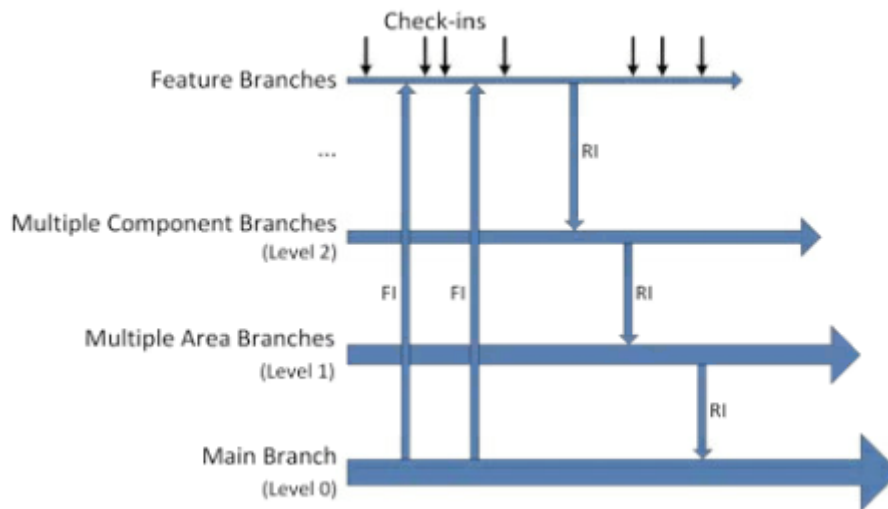 Check-ins
Feature Branches
...
RI
Multiple Component Branches
(Level 2)
FI
FI
RI
Multiple Area Branches
(Level 1)
RI
Main Branch
(Level 0)